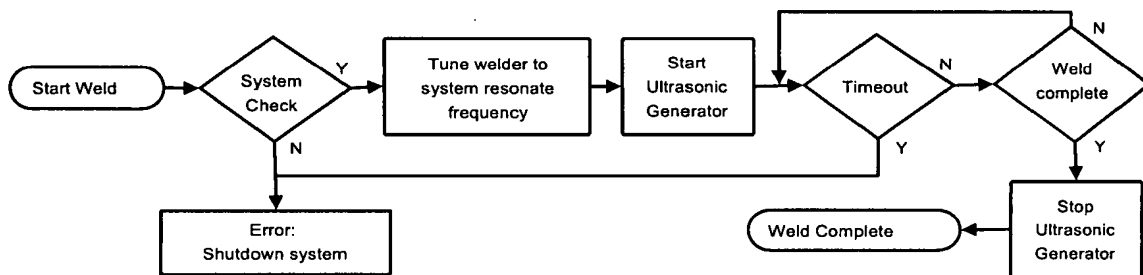 Start Weld
System
Check
Y
N
Tune welder to
system resonate
frequency
Start
Ultrasonic
Generator
Timeout
N
Y
Weld
complete
N
Y
Error:
Shutdown system
Weld Complete
Stop
Ultrasonic
Generator